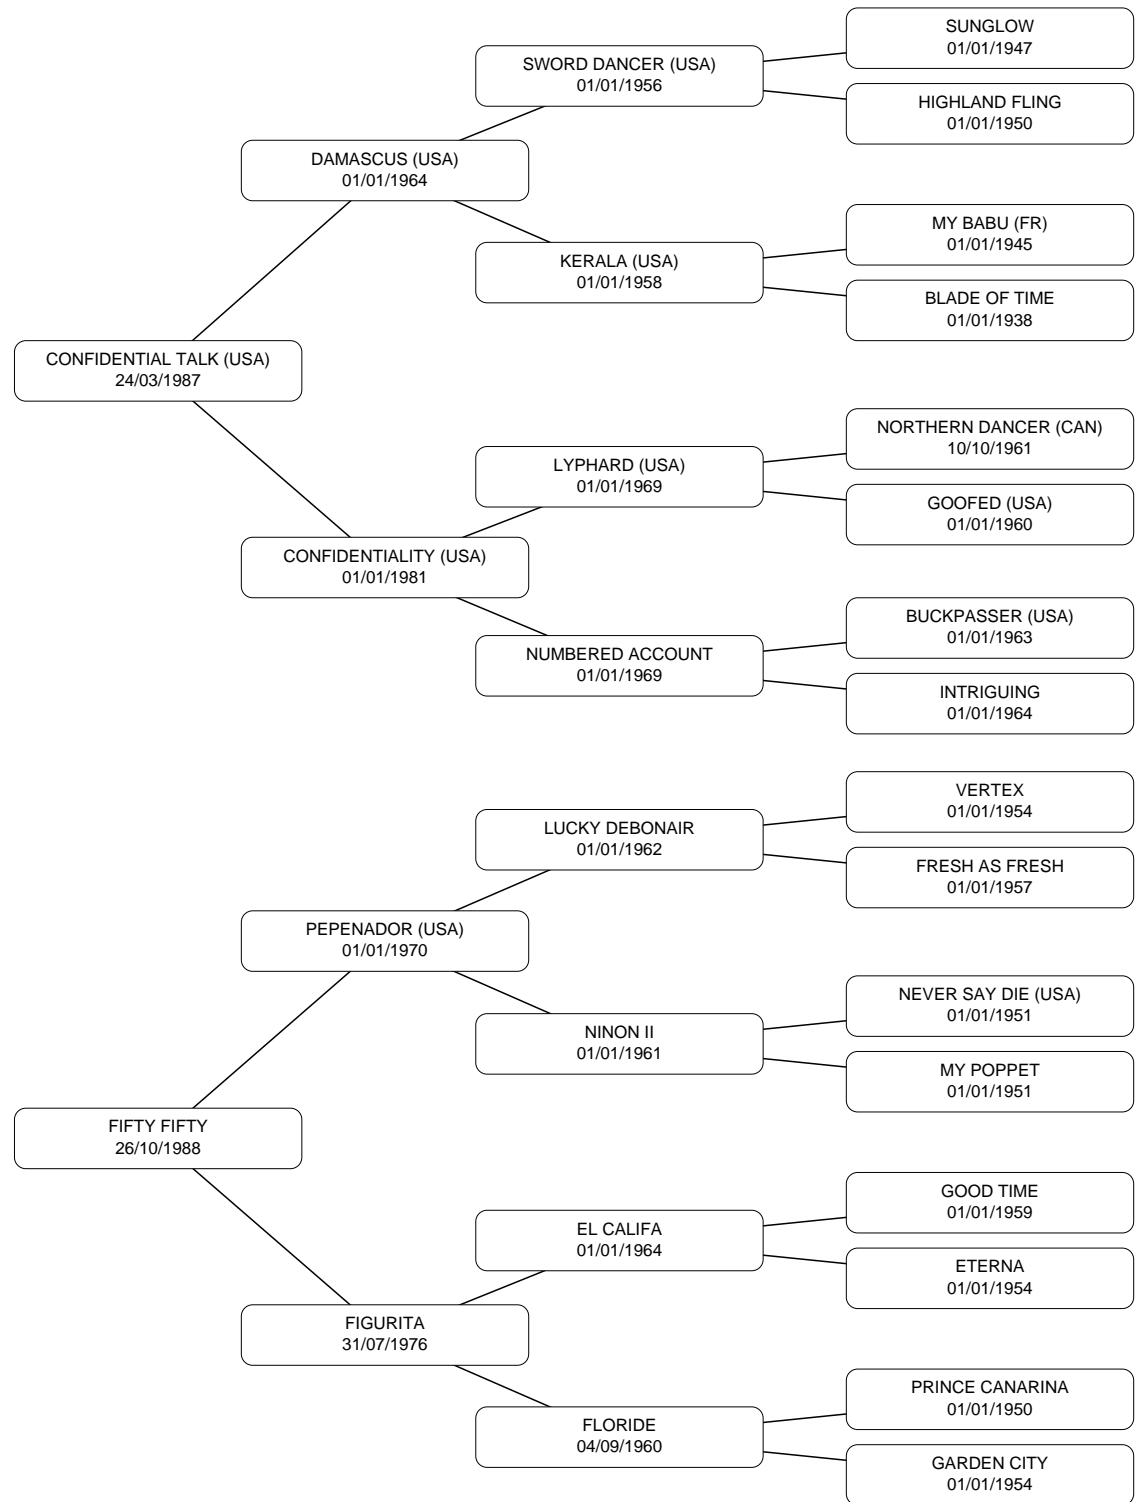 SUNGLOW
01/01/1947
SWORD DANCER (USA)
01/01/1956
HIGHLAND FLING
01/01/1950
DAMASCUS (USA)
01/01/1964
MY BABU (FR)
01/01/1945
KERALA (USA)
01/01/1958
BLADE OF TIME
01/01/1938
CONFIDENTIAL TALK (USA)
24/03/1987
NORTHERN DANCER (CAN)
10/10/1961
LYPHARD (USA)
01/01/1969
GOOFED (USA)
01/01/1960
CONFIDENTIALITY (USA)
01/01/1981
BUCKPASSER (USA)
01/01/1963
NUMBERED ACCOUNT
01/01/1969
INTRIGUING
01/01/1964
VERTEX
01/01/1954
LUCKY DEBONAIR
01/01/1962
FRESH AS FRESH
01/01/1957
PEPENADOR (USA)
01/01/1970
NEVER SAY DIE (USA)
01/01/1951
NINON II
01/01/1961
MY POPPET
01/01/1951
FIFTY FIFTY
26/10/1988
GOOD TIME
01/01/1959
EL CALIFA
01/01/1964
ETERNA
01/01/1954
FIGURITA
31/07/1976
PRINCE CANARINA
01/01/1950
FLORIDE
04/09/1960
GARDEN CITY
01/01/1954